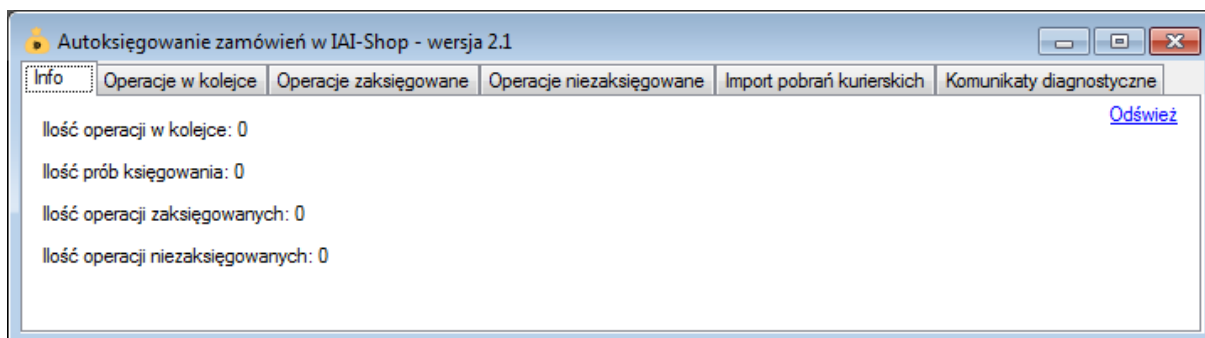 Autoksięgowanie zamówień w IAI-Shop - wersja 2.1
Info Operacje w kolejce Operacje zaksięgowane Operacje niezaksięgowane Import pobrań kurierskich Komunikaty diagnostyczne
Odśwież
Ilość operacji w kolejce: 0
Ilość prób księgowania: 0
Ilość operacji zaksięgowanych: 0
Ilość operacji niezaksięgowanych: 0